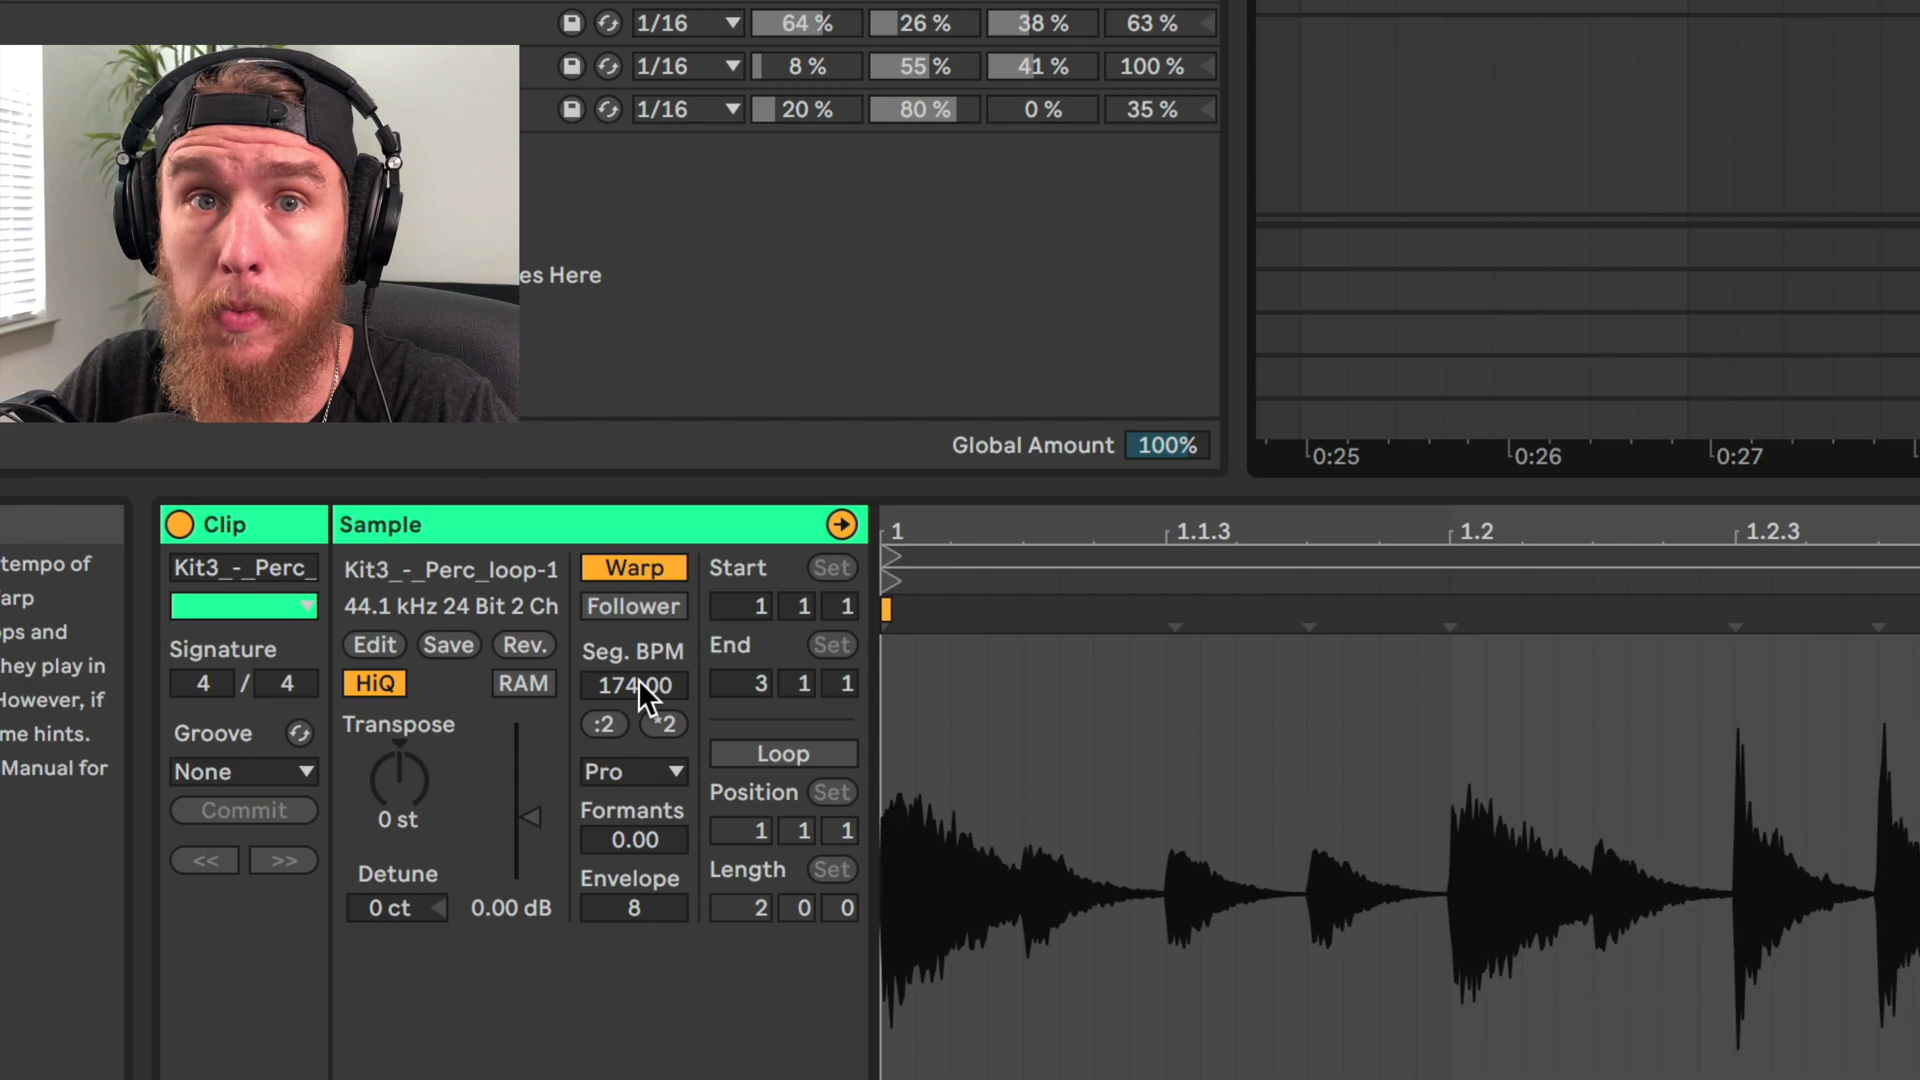 1/16 64 % 26 % 38 % 63 %
1/16 8 % 55 % 41 % 100 %
1/16 20 % 80 % 0 % 35 %
es Here
Global Amount 100%
0:25 0:26 0:27
tempo of
arp
ops and
hey play in
However, if
me hints.
Manual for
Clip
Kit3_-_Perc_
Signature
4 / 4
Groove
None
Commit
<< >>
Sample
Kit3_-_Perc_loop-1
44.1 kHz 24 Bit 2 Ch
Edit Save Rev.
HiQ RAM
Transpose
0 st
Detune
0 ct 0.00 dB
Warp
Follower
Seg. BPM
174.00
:2 *2
Pro
Formants
0.00
Envelope
8
Start Set
1 1 1
End Set
3 1 1
Loop
Position Set
1 1 1
Length Set
2 0 0
1 1.1.3 1.2 1.2.3